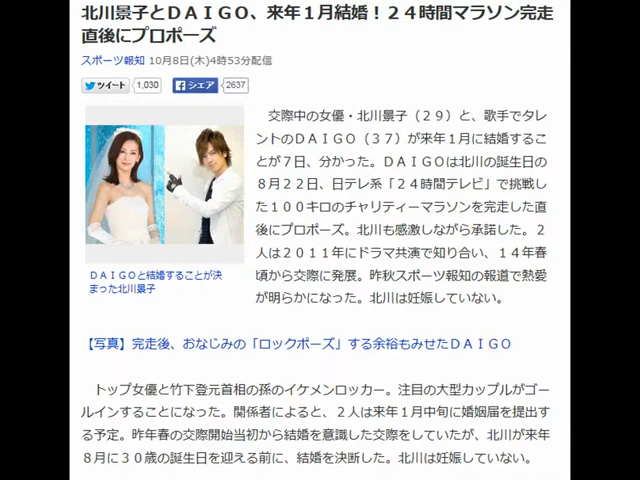 北川景子とＤＡＩＧＯ、来年１月結婚！２４時間マラソン完走
直後にプロポーズ
スポーツ報知 10月8日(木)4時53分配信
ツイート 1,030 シェア 2637
交際中の女優・北川景子（２９）と、歌手でタレ
ントのＤＡＩＧＯ（３７）が来年１月に結婚するこ
とが７日、分かった。ＤＡＩＧＯは北川の誕生日の
８月２２日、日テレ系「２４時間テレビ」で挑戦し
た１００キロのチャリティーマラソンを完走した直
後にプロポーズ。北川も感激しながら承諾した。２
人は２０１１年にドラマ共演で知り合い、１４年春
頃から交際に発展。昨秋スポーツ報知の報道で熱愛
が明らかになった。北川は妊娠していない。
ＤＡＩＧＯと結婚することが決
まった北川景子
【写真】完走後、おなじみの「ロックポーズ」する余裕もみせたＤＡＩＧＯ
トップ女優と竹下登元首相の孫のイケメンロッカー。注目の大型カップルがゴー
ルインすることになった。関係者によると、２人は来年１月中旬に婚姻届を提出す
る予定。昨年春の交際開始当初から結婚を意識した交際をしていたが、北川が来年
８月に３０歳の誕生日を迎える前に、結婚を決断した。北川は妊娠していない。